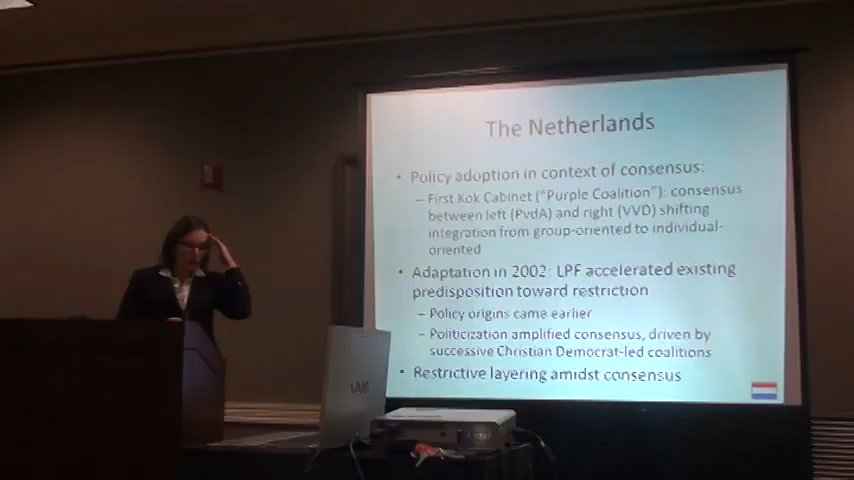 The Netherlands
• Policy adoption in context of consensus:
– First Kok Cabinet ("Purple Coalition"): consensus
between left (PvdA) and right (VVD) shifting
integration from group-oriented to individual-
oriented
• Adaptation in 2002: LPF accelerated existing
predisposition toward restriction
– Policy origins came earlier
– Politicization amplified consensus, driven by
successive Christian Democrat-led coalitions
• Restrictive layering amidst consensus
VAIO